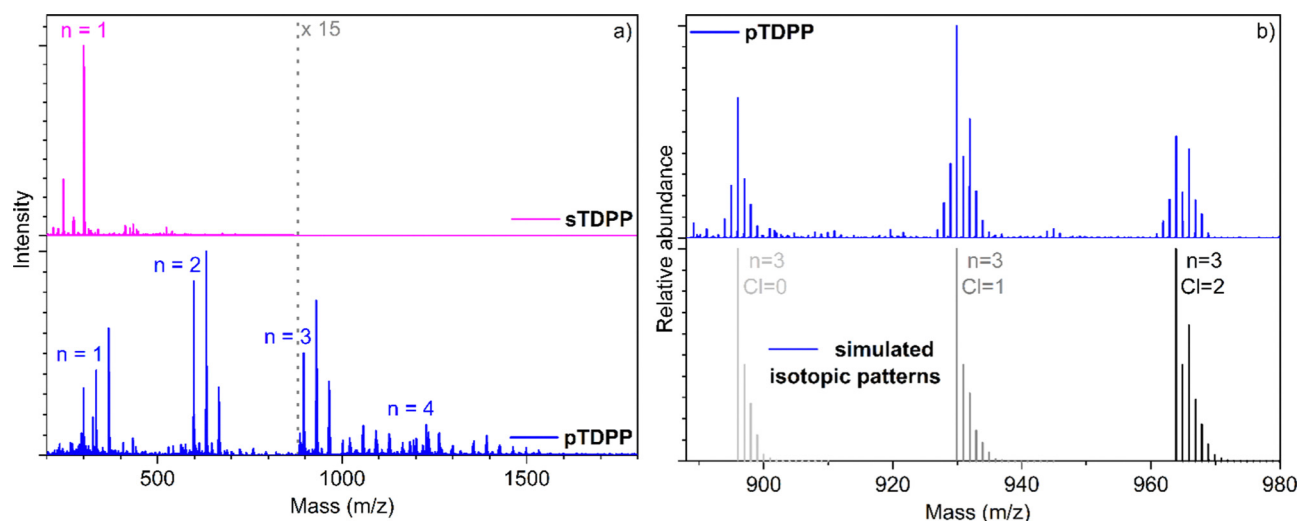 n = 1
x 15
a)
sTDPP
n = 2
n = 3
n = 1
n = 4
pTDPP
Intensity
500
1000
1500
Mass (m/z)
pTDPP
b)
n=3
Cl=0
n=3
Cl=1
n=3
Cl=2
simulated
isotopic patterns
Relative abundance
900
920
940
960
980
Mass (m/z)